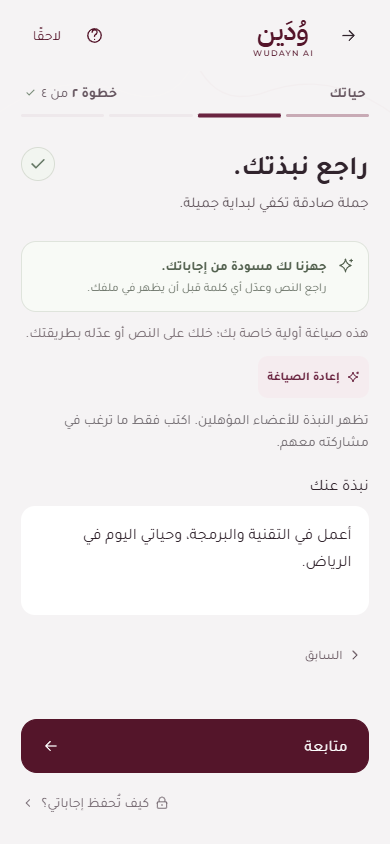 وُدَين
WUDAYN AI
لاحقًا
حياتك
خطوة ٢ من ٤
راجع نبذتك.
جملة صادقة تكفي لبداية جميلة.
جهزنا لك مسودة من إجاباتك.
راجع النص وعدّل أي كلمة قبل أن يظهر في ملفك.
هذه صياغة أولية خاصة بك؛ خلك على النص أو عدّله بطريقتك.
إعادة الصياغة
تظهر النبذة للأعضاء المؤهلين. اكتب فقط ما ترغب في
مشاركته معهم.
نبذة عنك
أعمل في التقنية والبرمجة، وحياتي اليوم في
الرياض.
السابق
متابعة
كيف تُحفظ إجاباتي؟